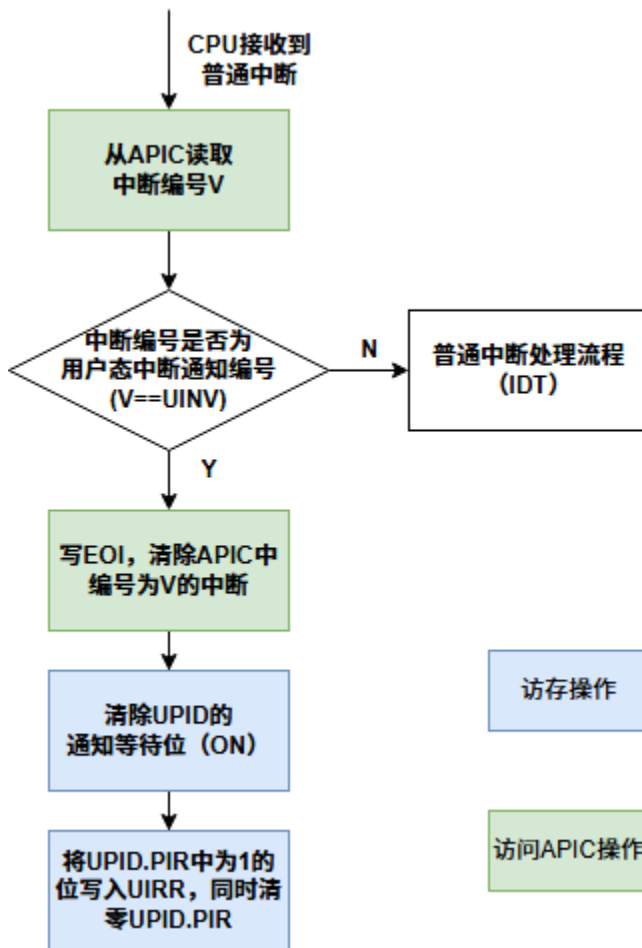 CPU接收到
普通中断
从APIC读取
中断编号V
中断编号是否为
用户态中断通知编号
(V==UINV)
N
普通中断处理流程
（IDT）
Y
写EOI，清除APIC中
编号为V的中断
访存操作
清除UPID的
通知等待位（ON）
访问APIC操作
将UPID.PIR中为1的
位写入UIRR，同时清
零UPID.PIR